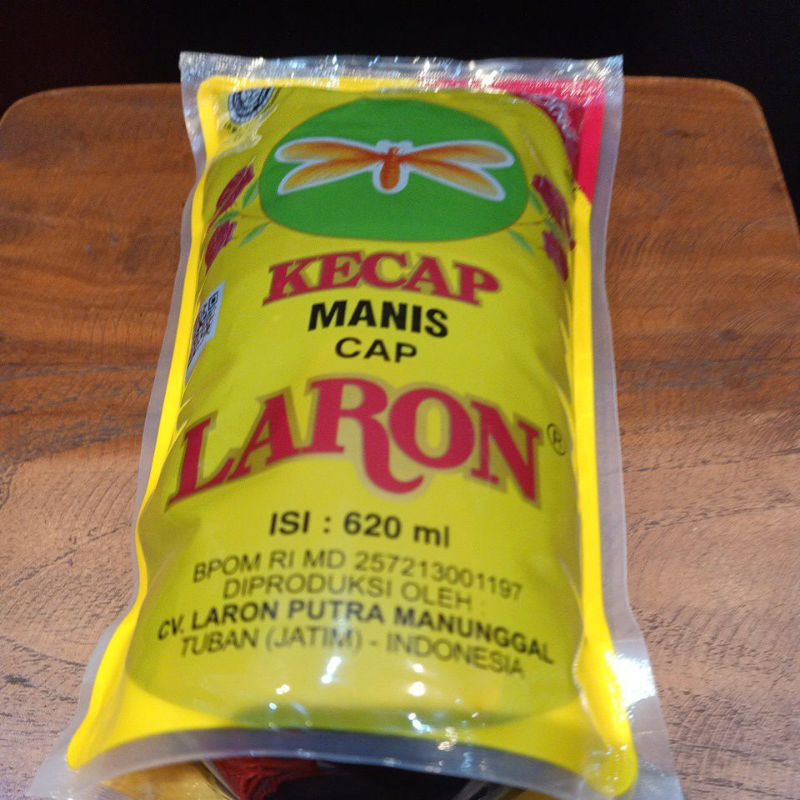 KECAP
MANIS
CAP
LARON®
ISI : 620 ml
BPOM RI MD 257213001197
DIPRODUKSI OLEH :
CV. LARON PUTRA MANUNGGAL
TUBAN (JATIM) - INDONESIA